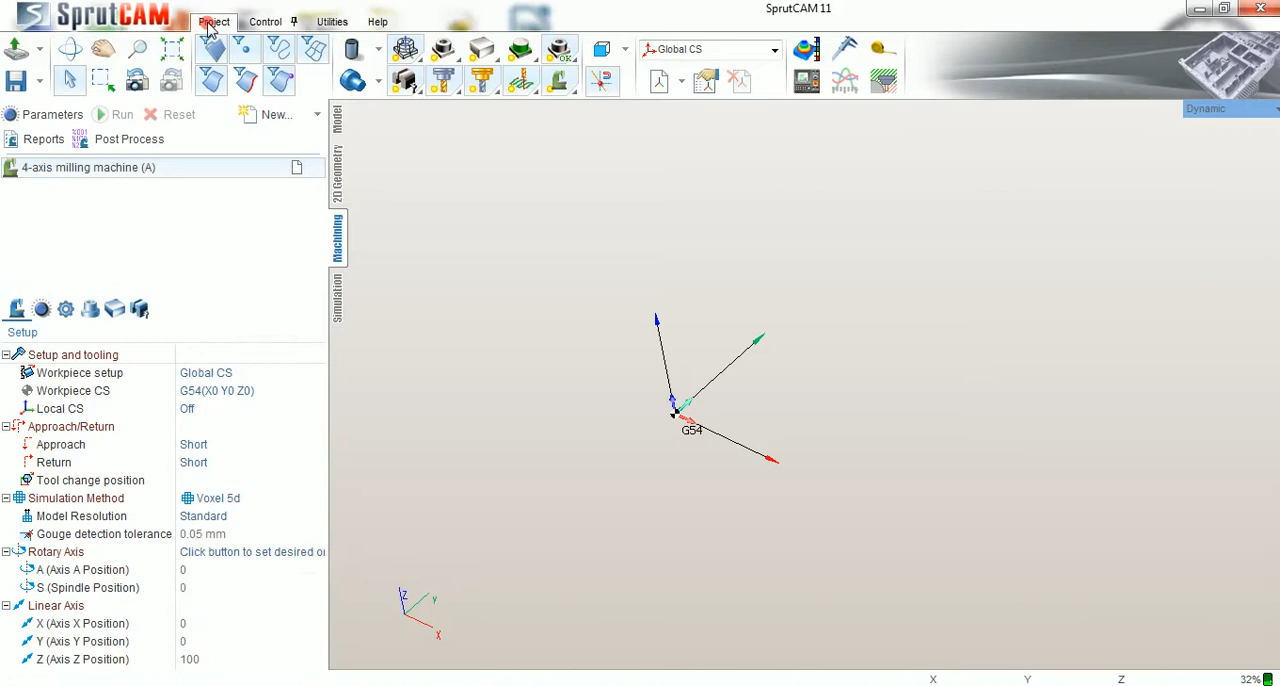 SprutCAM
Project
Control
Utilities
Help
SprutCAM 11
Global CS
Parameters
Run
Reset
New...
Reports
Post Process
4-axis milling machine (A)
Model
2D Geometry
Machining
Simulation
Dynamic
Setup
Setup and tooling
Workpiece setup Global CS
Workpiece CS G54(X0 Y0 Z0)
Local CS Off
Approach/Return
Approach Short
Return Short
Tool change position
Simulation Method Voxel 5d
Model Resolution Standard
Gouge detection tolerance 0.05 mm
Rotary Axis Click button to set desired or
A (Axis A Position) 0
S (Spindle Position) 0
Linear Axis
X (Axis X Position) 0
Y (Axis Y Position) 0
Z (Axis Z Position) 100
G54
Z
Y
X
X Y Z 32%